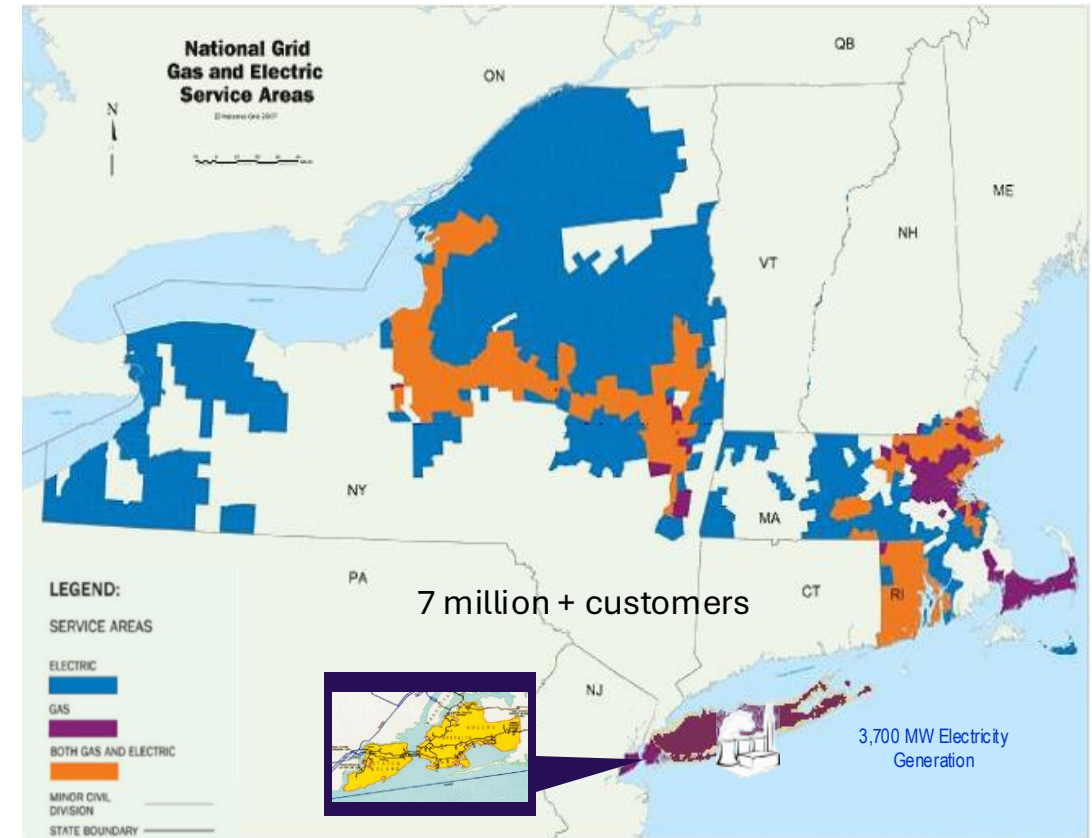 National Grid
Gas and Electric
Service Areas
N
ON
QB
ME
NH
VT
NY
MA
PA
CT
RI
NJ
7 million + customers
3,700 MW Electricity
Generation
LEGEND:
SERVICE AREAS
ELECTRIC
GAS
BOTH GAS AND ELECTRIC
MINOR CIVIL
DIVISION
STATE BOUNDARY